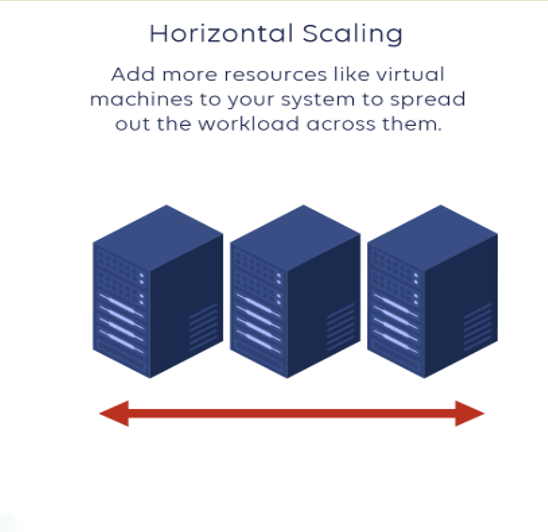 Horizontal Scaling
Add more resources like virtual
machines to your system to spread
out the workload across them.